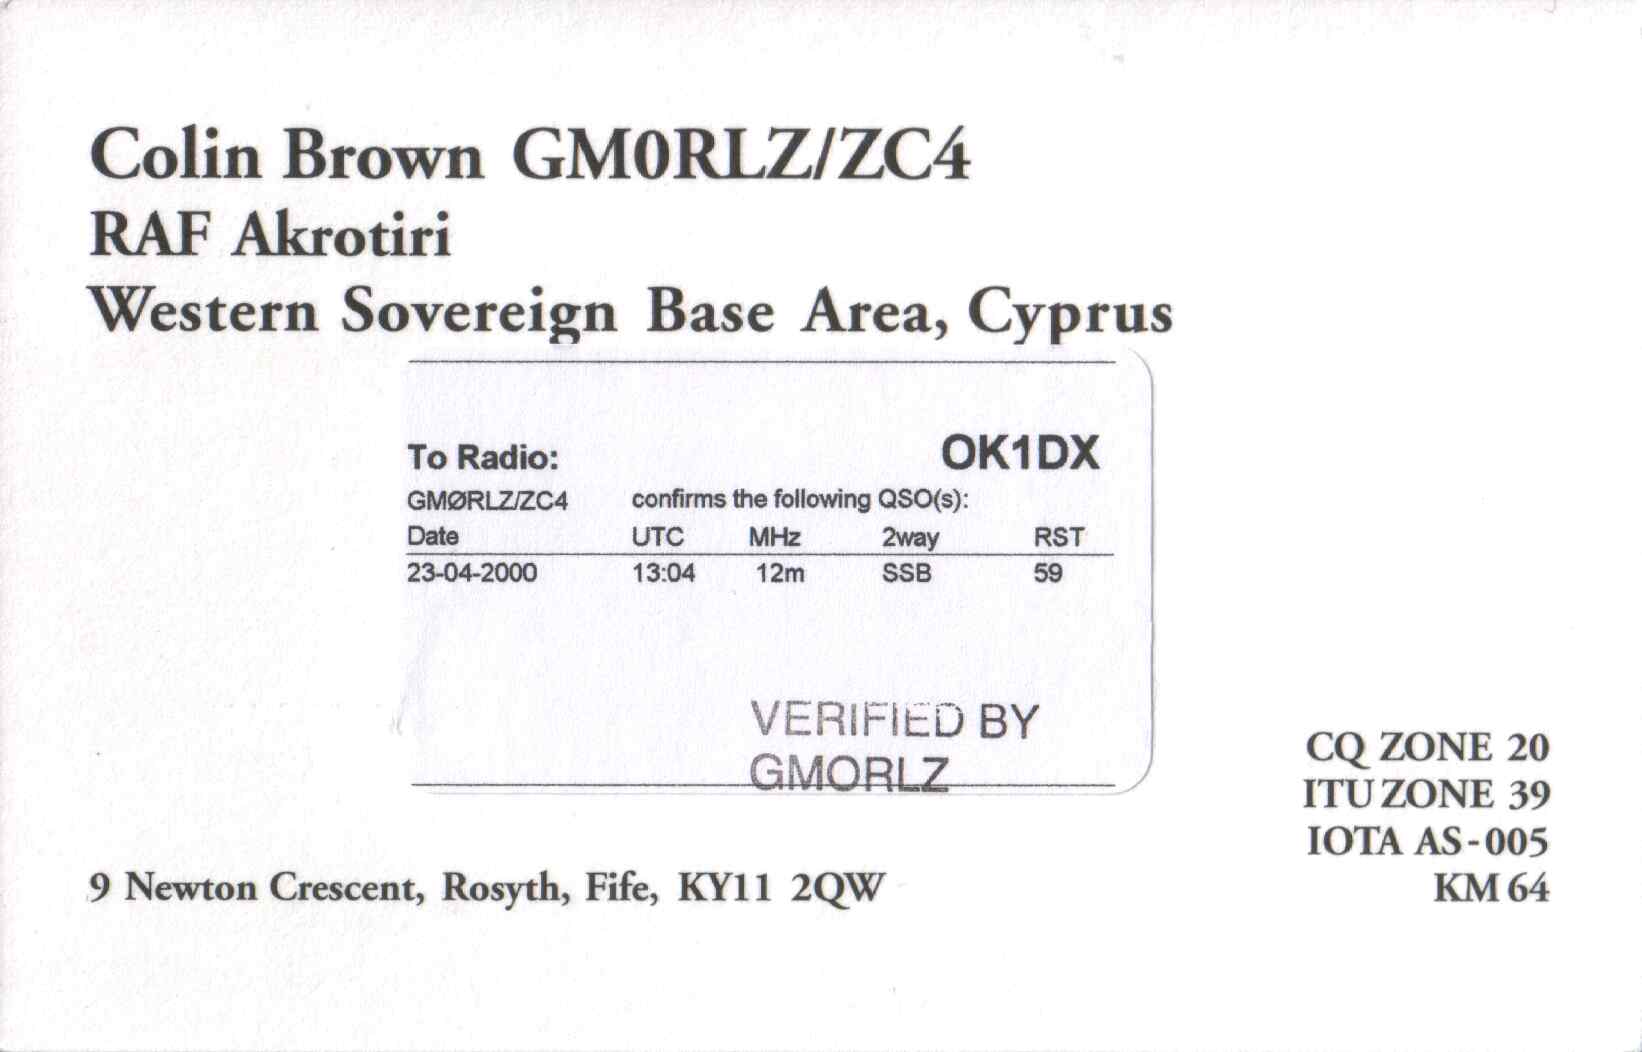 Colin Brown GM0RLZ/ZC4
RAF Akrotiri
Western Sovereign Base Area, Cyprus
To Radio: OK1DX
GMØRLZ/ZC4 confirms the following QSO(s):
Date UTC MHz 2way RST
23-04-2000 13:04 12m SSB 59
VERIFIED BY
GMORLZ
CQ ZONE 20
ITU ZONE 39
IOTA AS-005
KM 64
9 Newton Crescent, Rosyth, Fife, KY11 2QW